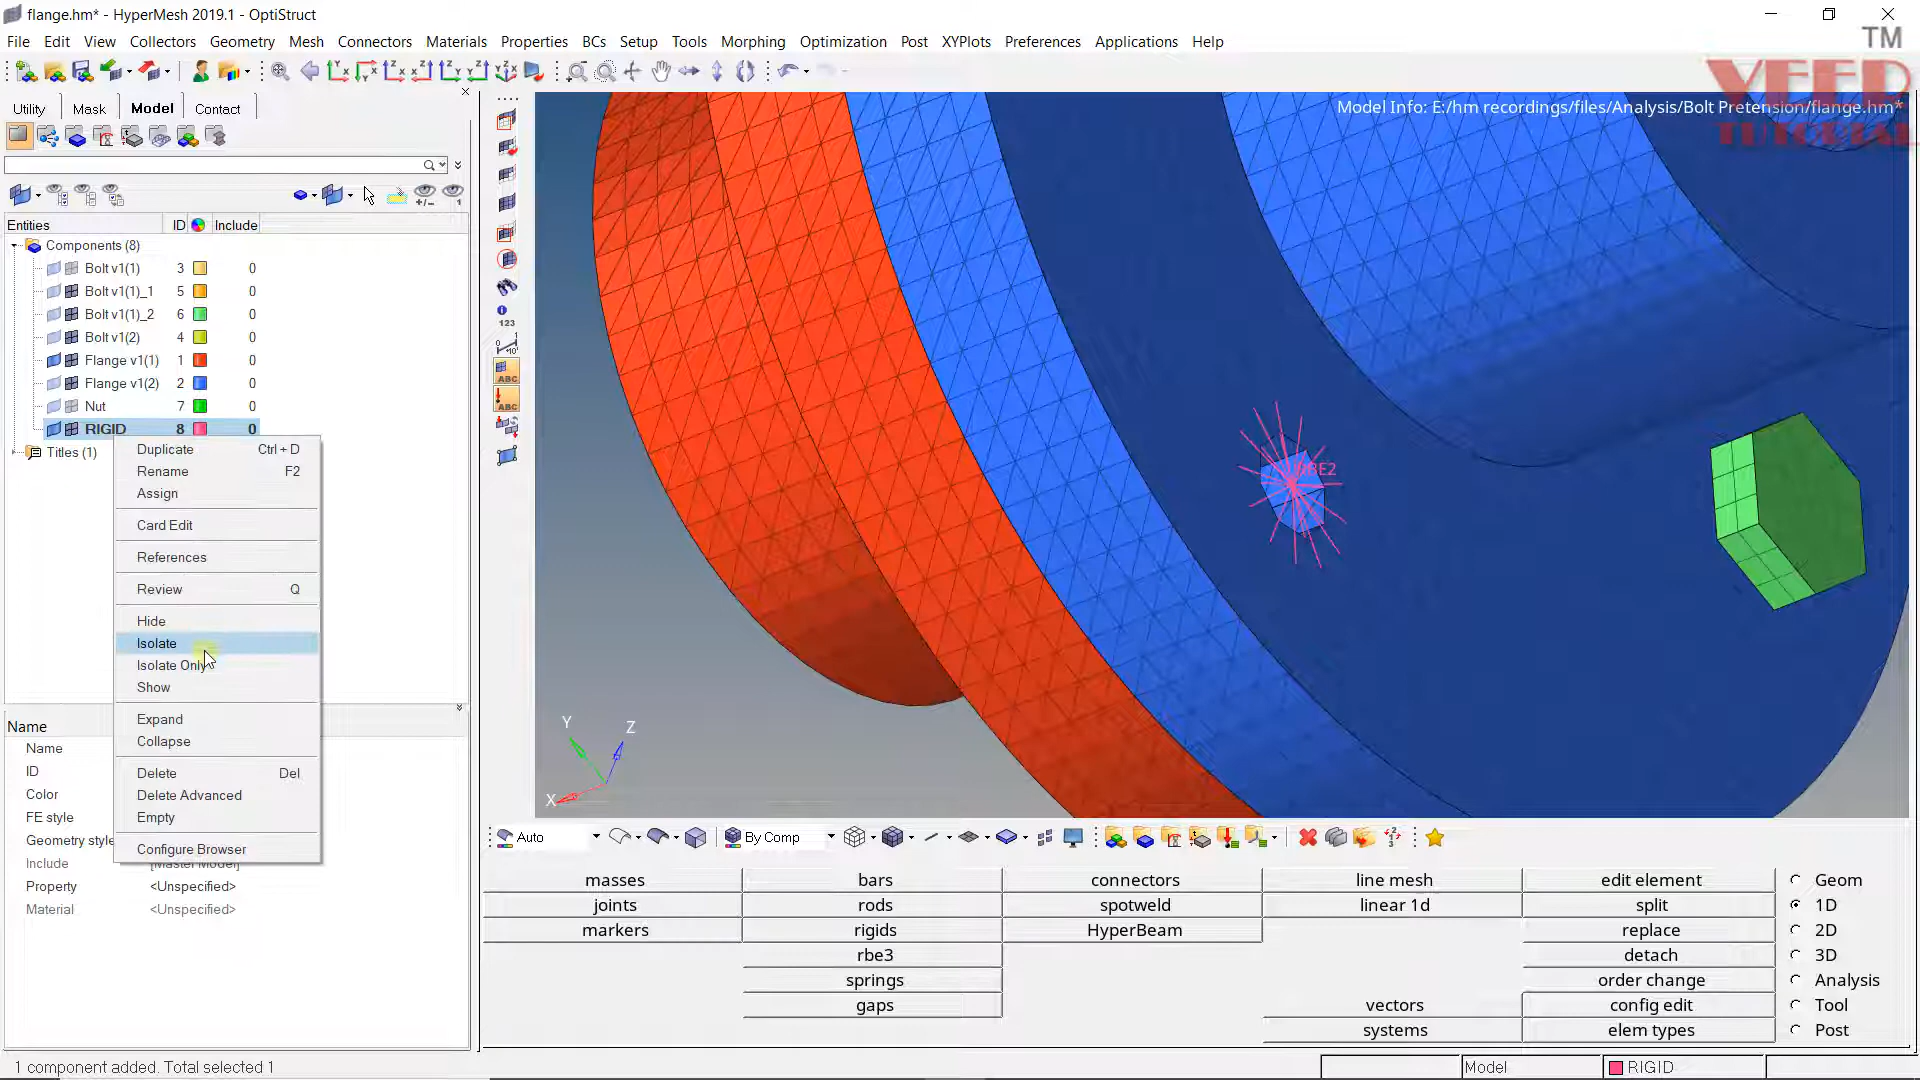 flange.hm* - HyperMesh 2019.1 - OptiStruct
TM
File Edit View Collectors Geometry Mesh Connectors Materials Properties BCs Setup Tools Morphing Optimization Post XYPlots Preferences Applications Help
VEED
TUTORIAL
Utility Mask Model Contact
Model Info: E:/hm recordings/files/Analysis/Bolt Pretension/flange.hm*
Entities ID Include
Components (8)
Bolt v1(1) 3 0
Bolt v1(1)_1 5 0
Bolt v1(1)_2 6 0
Bolt v1(2) 4 0
Flange v1(1) 1 0
Flange v1(2) 2 0
Nut 7 0
RIGID 8 0
Titles (1)
Duplicate Ctrl + D
Rename F2
Assign
Card Edit
References
Review Q
Hide
Isolate
Isolate Only
Show
Expand
Collapse
Delete Del
Delete Advanced
Empty
Configure Browser
Name
Name
ID
Color
FE style
Geometry style
Include [Master Model]
Property <Unspecified>
Material <Unspecified>
123
ABC
ABC
RBE2
Y
Z
X
Auto By Comp
masses bars connectors line mesh edit element Geom
joints rods spotweld linear 1d split 1D
markers rigids HyperBeam replace 2D
rbe3 detach 3D
springs order change Analysis
gaps vectors config edit Tool
systems elem types Post
1 component added. Total selected 1
Model RIGID